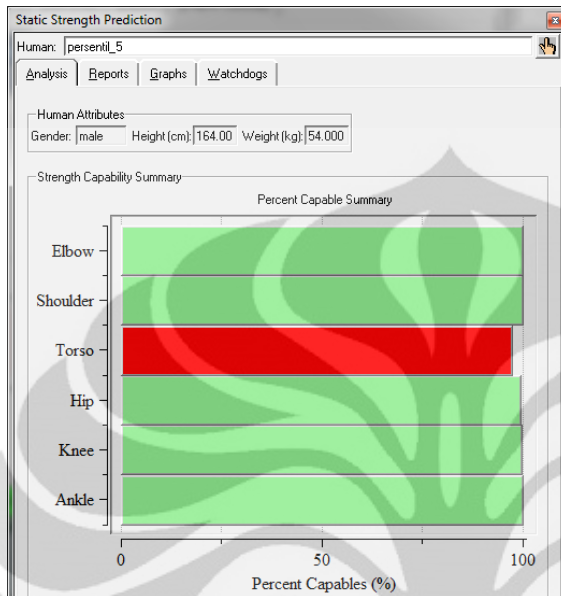 Static Strength Prediction
Human: persentil_5
Analysis Reports Graphs Watchdogs
Human Attributes
Gender: male Height (cm): 164.00 Weight (kg): 54.000
Strength Capability Summary
Percent Capable Summary
Elbow
Shoulder
Torso
Hip
Knee
Ankle
0 50 100
Percent Capables (%)